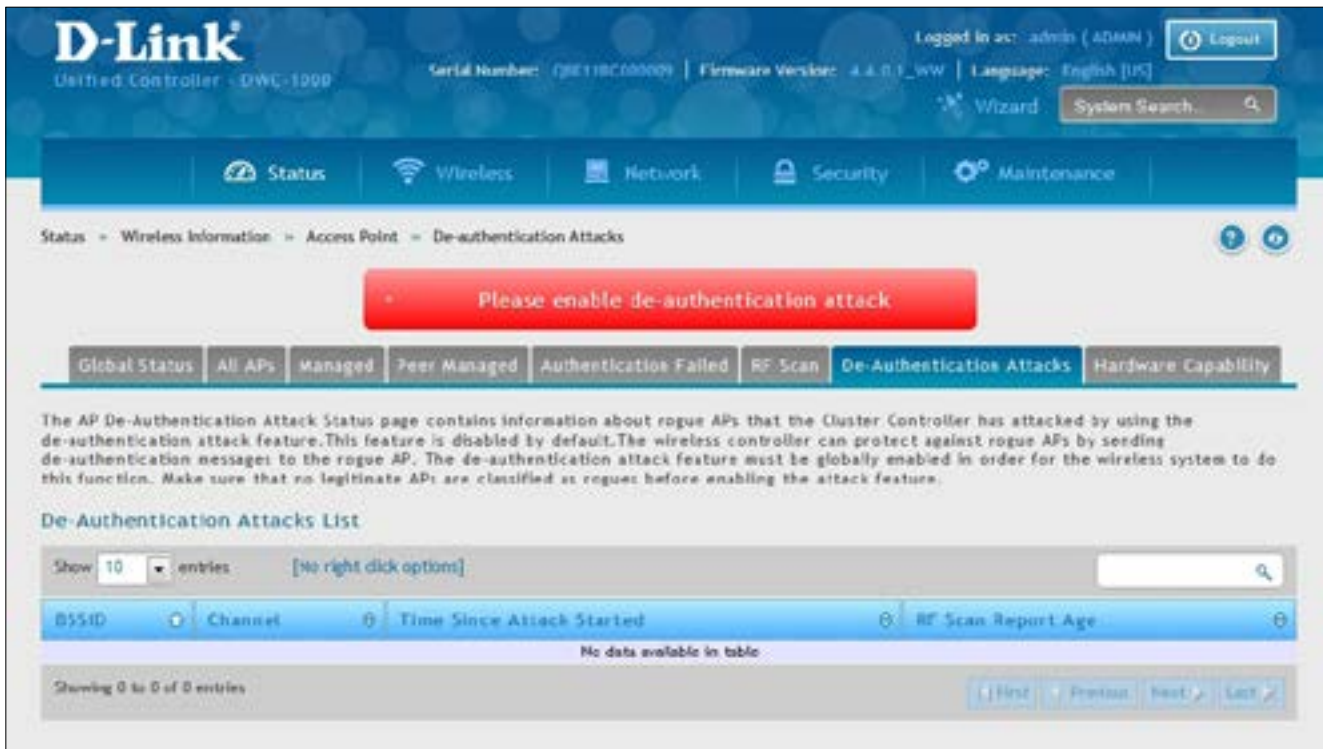 D-Link
Unified Controller - DWC-1000
Logged in as: admin ( ADMIN )
Logout
Serial Number: | Firmware Version: 4.4.0.1_WW | Language: English [US]
Wizard
System Search..
Status
Wireless
Network
Security
Maintenance
Status » Wireless Information » Access Point » De-authentication Attacks
Please enable de-authentication attack
Global Status
All APs
Managed
Peer Managed
Authentication Failed
RF Scan
De-Authentication Attacks
Hardware Capability
The AP De-Authentication Attack Status page contains information about rogue APs that the Cluster Controller has attacked by using the
de-authentication attack feature.This feature is disabled by default.The wireless controller can protect against rogue APs by sending
de-authentication messages to the rogue AP. The de-authentication attack feature must be globally enabled in order for the wireless system to do
this function. Make sure that no legitimate APs are classified as rogues before enabling the attack feature.
De-Authentication Attacks List
Show 10 entries [No right click options]
BSSID Channel Time Since Attack Started RF Scan Report Age
No data available in table
Showing 0 to 0 of 0 entries
First Previous Next Last